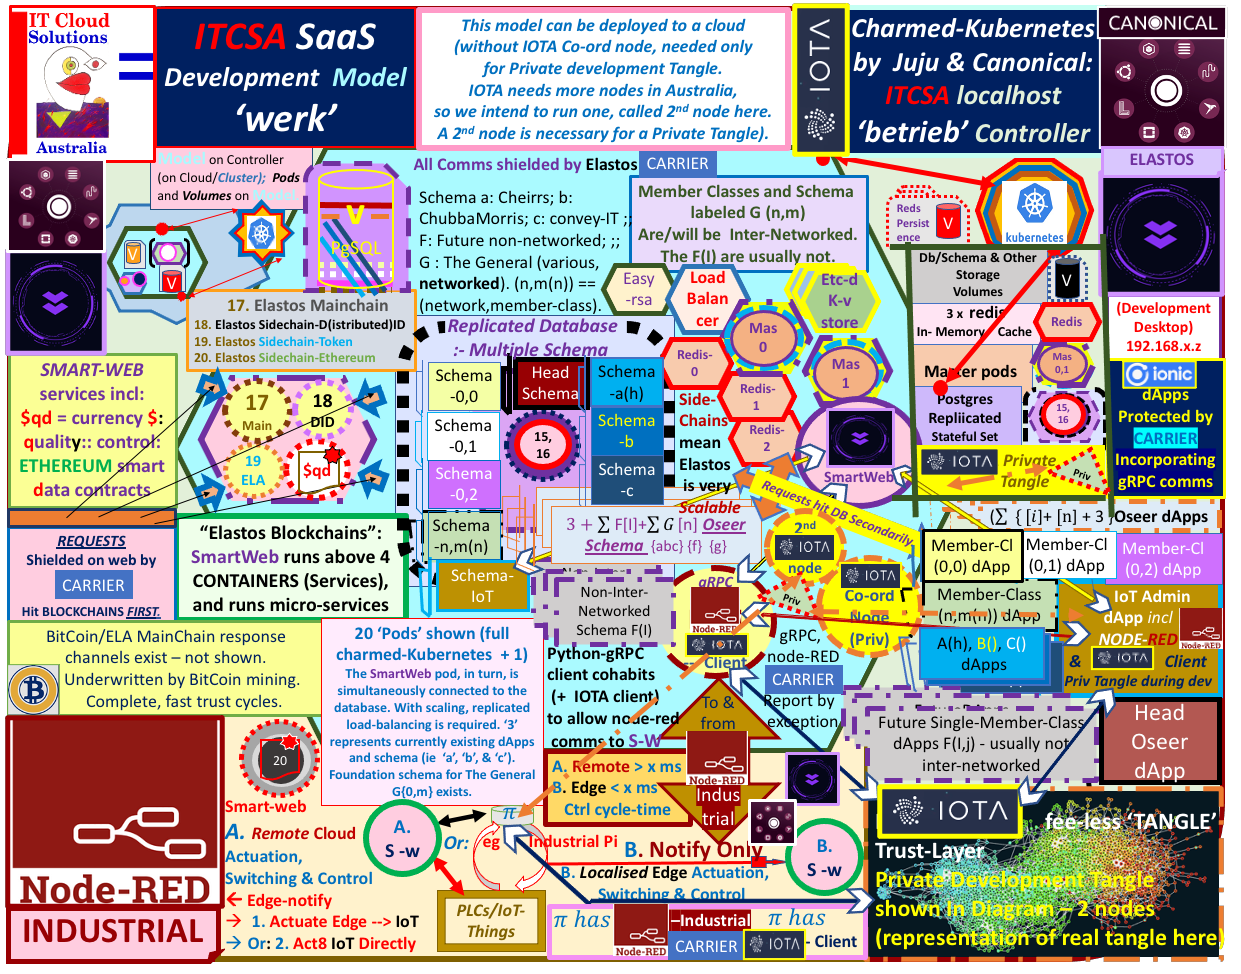 IT Cloud
Solutions
Australia
ITCSA SaaS
Development Model
‘werk’
This model can be deployed to a cloud
(without IOTA Co-ord node, needed only
for Private development Tangle.
IOTA needs more nodes in Australia,
so we intend to run one, called 2nd node here.
A 2nd node is necessary for a Private Tangle).
IOTA
Charmed-Kubernetes
by Juju & Canonical:
ITCSA localhost
‘betrieb’ Controller
CANONICAL
Model on Controller
(on Cloud/Cluster); Pods
and Volumes on Model
V
V
V
PgSQL
All Comms shielded by Elastos CARRIER
Schema a: Cheirrs; b:
ChubbaMorris; c: convey-IT ;;
F: Future non-networked; ;;
G : The General (various,
networked). (n,m(n)) ==
(network,member-class).
Member Classes and Schema
labeled G (n,m)
Are/will be Inter-Networked.
The F(I) are usually not.
Reds
Persist
ence
V
kubernetes
ELASTOS
Db/Schema & Other
Storage
Volumes
V
3 x redis
In- Memory Cache
Redis
Master pods
Mas
0,1
Postgres
Repliicated
Stateful Set
15,
16
IOTA
Private
Tangle
Priv
(Development
Desktop)
192.168.x.z
ionic
dApps
Protected by
CARRIER
Incorporating
gRPC comms
17. Elastos Mainchain
18. Elastos Sidechain-D(istributed)ID
19. Elastos Sidechain-Token
20. Elastos Sidechain-Ethereum
Easy
-rsa
Load
Balan
cer
Etc-d
K-v
store
Mas
0
Mas
1
Redis-
0
Redis-
1
Redis-
2
Side-
Chains
mean
Elastos
is very
Scalable
SmartWeb
Requests hit DB Secondarily
SMART-WEB
services incl:
$qd = currency $:
quality:: control:
ETHEREUM smart
data contracts
17
Main
18
DID
19
ELA
$qd
Replicated Database
:- Multiple Schema
Schema
-0,0
Head
Schema
Schema
-a(h)
Schema
-0,1
15,
16
Schema
-b
Schema
-0,2
Schema
-c
Schema
-n,m(n)
Schema-
IoT
3 + ∑ F[I]+∑ G [n] Oseer
Schema {abc} {f} {g}
REQUESTS
Shielded on web by
CARRIER
Hit BLOCKCHAINS FIRST.
“Elastos Blockchains”:
SmartWeb runs above 4
CONTAINERS (Services),
and runs micro-services
Non-Inter-
Networked
Schema F(I)
gRPC
Node-RED
IOTA
Client
2nd
IOTA
node
Priv
IOTA
Co-ord
Node
(Priv)
(∑ { [i]+ [n] + 3 )Oseer dApps
Member-Cl
(0,0) dApp
Member-Cl
(0,1) dApp
Member-Cl
(0,2) dApp
Member-Class
(n,m(n)) dApp
A(h), B(), C()
dApps
IoT Admin
dApp incl
NODE-RED
Node-RED
& IOTA Client
Priv Tangle during dev
BitCoin/ELA MainChain response
channels exist – not shown.
Underwritten by BitCoin mining.
Complete, fast trust cycles.
20 ‘Pods’ shown (full
charmed-Kubernetes + 1)
The SmartWeb pod, in turn, is
simultaneously connected to the
database. With scaling, replicated
load-balancing is required. ‘3’
represents currently existing dApps
and schema (ie ‘a’, ‘b’, & ‘c’).
Foundation schema for The General
G{0,m} exists.
Python-gRPC
client cohabits
(+ IOTA client)
to allow node-red
comms to S-W
gRPC,
node-RED
CARRIER
Report by
exception
To &
from
Node-RED
Indus
trial
A. Remote > x ms
B. Edge < x ms
Ctrl cycle-time
Future Single-Member-Class
dApps F(I,j) - usually not
inter-networked
Head
Oseer
dApp
Node-RED
INDUSTRIAL
20
Smart-web
A. Remote Cloud
Actuation,
Switching & Control
← Edge-notify
→ 1. Actuate Edge --> IoT
→ Or: 2. Act8 IoT Directly
A.
S -w
Or:
π
eg
Industrial Pi
PLCs/IoT-
Things
B. Notify Only
B. Localised Edge Actuation,
Switching & Control
B.
S -w
π has
Node-RED
–Industrial
CARRIER
π has
IOTA - Client
IOTA
fee-less ‘TANGLE’
Trust-Layer
Private Development Tangle
shown In Diagram – 2 nodes
(representation of real tangle here)